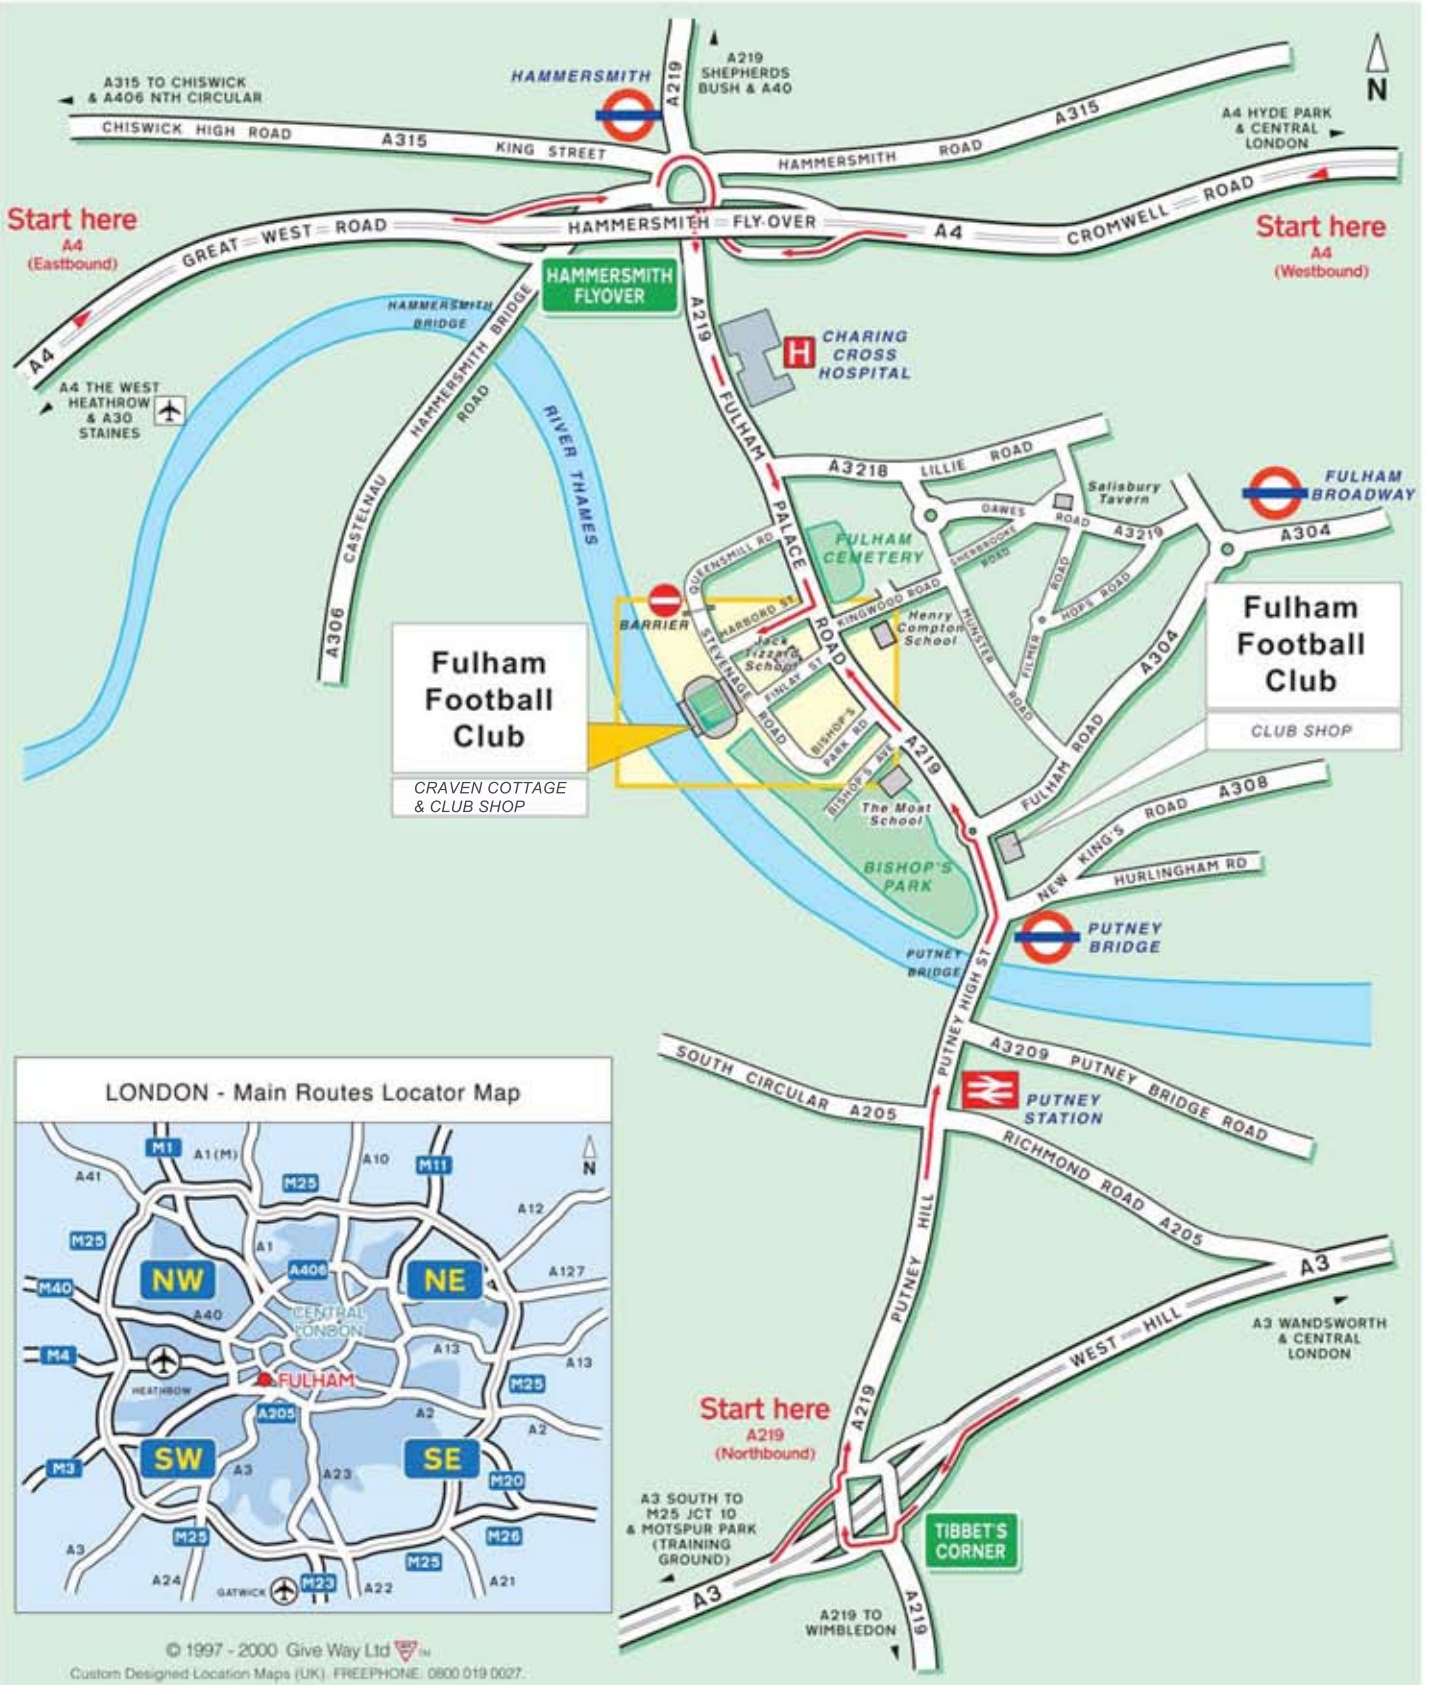 A219
SHEPHERDS
BUSH & A40
A219
HAMMERSMITH
A315 TO CHISWICK
& A406 NTH CIRCULAR
CHISWICK HIGH ROAD
A315
KING STREET
HAMMERSMITH ROAD
A315
N
A4 HYDE PARK
& CENTRAL
LONDON
Start here
A4
(Eastbound)
GREAT WEST ROAD
HAMMERSMITH FLY-OVER
A4
CROMWELL ROAD
Start here
A4
(Westbound)
HAMMERSMITH
FLYOVER
HAMMERSMITH
BRIDGE
HAMMERSMITH BRIDGE
ROAD
A4
A4 THE WEST
HEATHROW
& A30
STAINES
CASTELNAU
A306
RIVER THAMES
A219
H
CHARING
CROSS
HOSPITAL
FULHAM
PALACE
ROAD
A3218
LILLIE ROAD
Salisbury
Tavern
DAWES
ROAD
A3219
FULHAM
BROADWAY
A304
FULHAM
CEMETERY
SHERBROOKE
ROAD
QUEENSMILL RD
HARBORD ST
KINGWOOD ROAD
HOPS ROAD
FILMER
ROAD
MUNSTER
ROAD
BARRIER
Henry
Compton
School
Jack
Tizzard
School
STEVENAGE
ROAD
FINLAY ST
BISHOP'S
PARK RD
BISHOP'S AVE
The Moat
School
A219
A304
FULHAM ROAD
Fulham
Football
Club
CRAVEN COTTAGE
& CLUB SHOP
Fulham
Football
Club
CLUB SHOP
BISHOP'S
PARK
NEW KING'S ROAD A308
HURLINGHAM RD
PUTNEY
BRIDGE
PUTNEY
BRIDGE
PUTNEY HIGH ST
A3209 PUTNEY BRIDGE ROAD
SOUTH CIRCULAR A205
PUTNEY
STATION
RICHMOND ROAD A205
PUTNEY HILL
A3
WEST HILL
A3 WANDSWORTH
& CENTRAL
LONDON
Start here
A219
(Northbound)
A219
A3 SOUTH TO
M25 JCT 10
& MOTSPUR PARK
(TRAINING
GROUND)
TIBBET'S
CORNER
A3
A219 TO
WIMBLEDON
A219
LONDON - Main Routes Locator Map
M1
A1(M)
A10
M11
N
A41
M25
A12
M25
A1
A406
NW
NE
A127
M40
A40
CENTRAL
LONDON
M4
A13
A13
HEATHROW
FULHAM
M25
A205
A2
A2
SW
SE
M3
A3
A23
M20
M25
M26
A3
M25
A24
GATWICK
M23
A22
A21
© 1997 - 2000 Give Way Ltd TM
Custom Designed Location Maps (UK). FREEPHONE: 0800 019 0027.